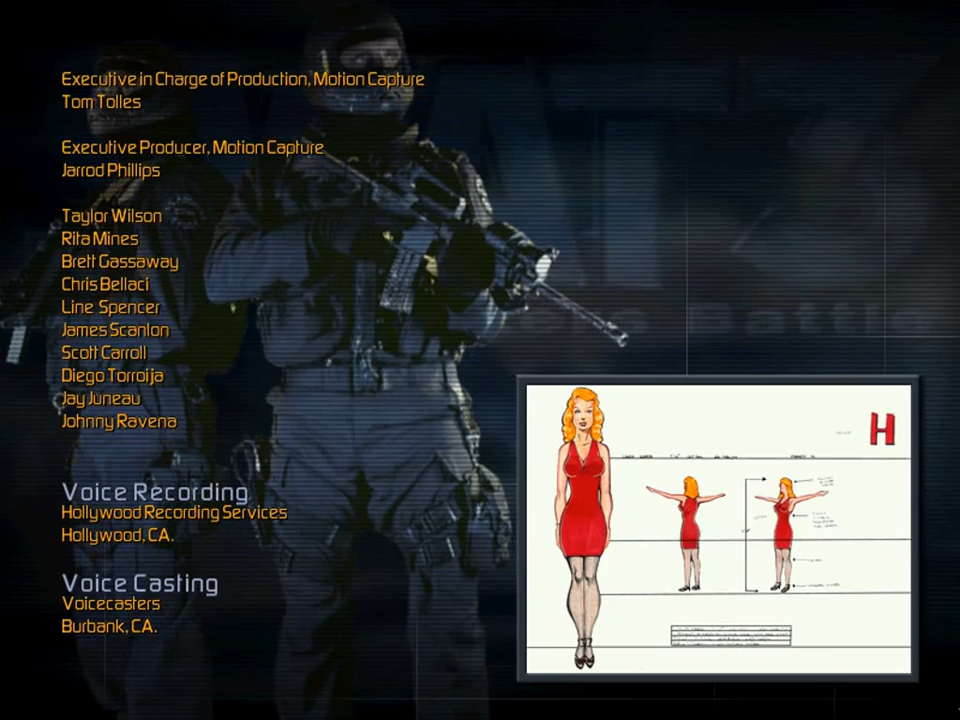 Executive in Charge of Production, Motion Capture
Tom Tolles
Executive Producer, Motion Capture
Jarrod Phillips
Taylor Wilson
Rita Mines
Brett Gassaway
Chris Bellaci
Line Spencer
James Scanlon
Scott Carroll
Diego Torroija
Jay Juneau
Johnny Ravena
Voice Recording
Hollywood Recording Services
Hollywood, CA.
Voice Casting
Voicecasters
Burbank, CA.
H